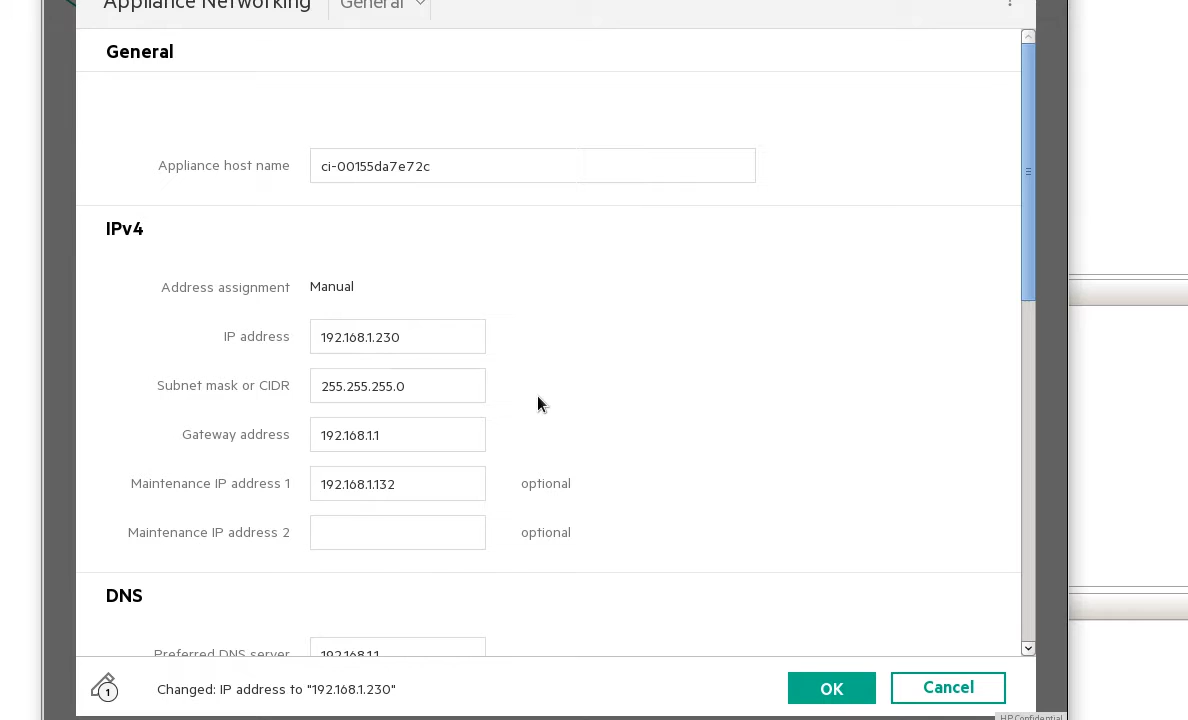 Appliance Networking General
General
Appliance host name ci-00155da7e72c
IPv4
Address assignment Manual
IP address 192.168.1.230
Subnet mask or CIDR 255.255.255.0
Gateway address 192.168.1.1
Maintenance IP address 1 192.168.1.132 optional
Maintenance IP address 2 optional
DNS
Preferred DNS server 192.168.1.1
1 Changed: IP address to "192.168.1.230" OK Cancel
HP Confidential